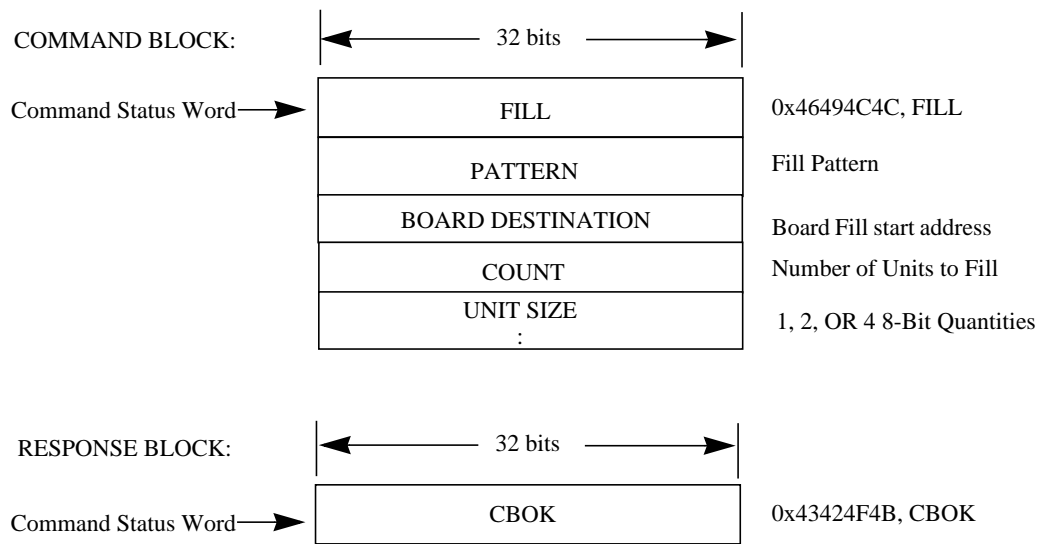 COMMAND BLOCK: 32 bits
Command Status Word FILL 0x46494C4C, FILL
PATTERN Fill Pattern
BOARD DESTINATION Board Fill start address
COUNT Number of Units to Fill
UNIT SIZE 1, 2, OR 4 8-Bit Quantities
:
RESPONSE BLOCK: 32 bits
Command Status Word CBOK 0x43424F4B, CBOK